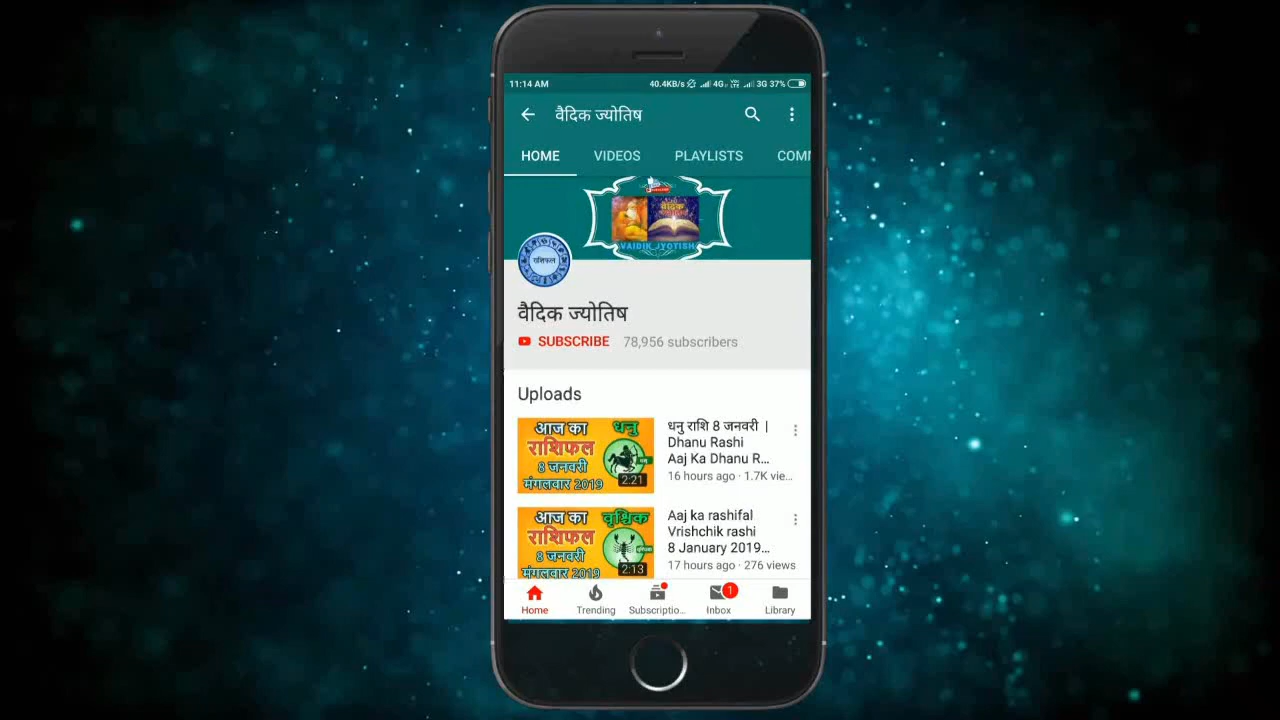 11:14 AM
40.4KB/s 4G VoLTE 3G 37%
वैदिक ज्योतिष
HOME VIDEOS PLAYLISTS COMM
वैदिक
VAIDIK JYOTISH
राशिफल
वैदिक ज्योतिष
SUBSCRIBE 78,956 subscribers
Uploads
आज का धनु
राशिफल
8 जनवरी
मंगलवार 2019
2:21
धनु राशि 8 जनवरी |
Dhanu Rashi
Aaj Ka Dhanu R...
16 hours ago · 1.7K vie...
आज का वृश्चिक
राशिफल
8 जनवरी
मंगलवार 2019
2:13
Aaj ka rashifal
Vrishchik rashi
8 January 2019...
17 hours ago · 276 views
1
Home Trending Subscriptio... Inbox Library